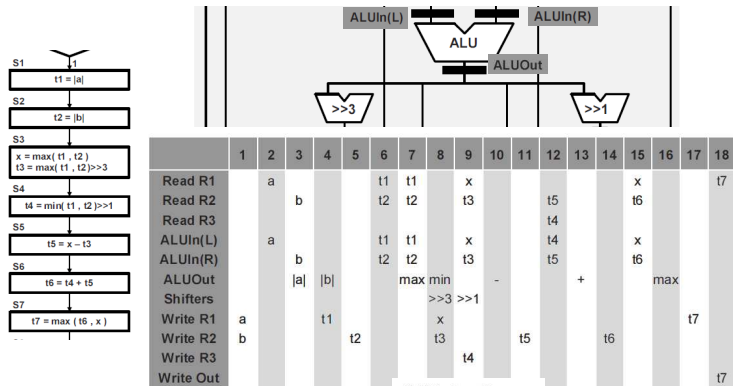 ALUIn(L)
ALUIn(R)
ALU
ALUOut
>>3
>>1
1
S1
t1 = |a|
S2
t2 = |b|
S3
x = max( t1 , t2 )
t3 = max( t1 , t2 )>>3
S4
t4 = min( t1 , t2 )>>1
S5
t5 = x – t3
S6
t6 = t4 + t5
S7
t7 = max ( t6 , x )
1 2 3 4 5 6 7 8 9 10 11 12 13 14 15 16 17 18
Read R1 a t1 t1 x x t7
Read R2 b t2 t2 t3 t5 t6
Read R3 t4
ALUIn(L) a t1 t1 x t4 x
ALUIn(R) b t2 t2 t3 t5 t6
ALUOut |a| |b| max min - + max
Shifters >>3 >>1
Write R1 a t1 x t7
Write R2 b t2 t3 t5 t6
Write R3 t4
Write Out t7